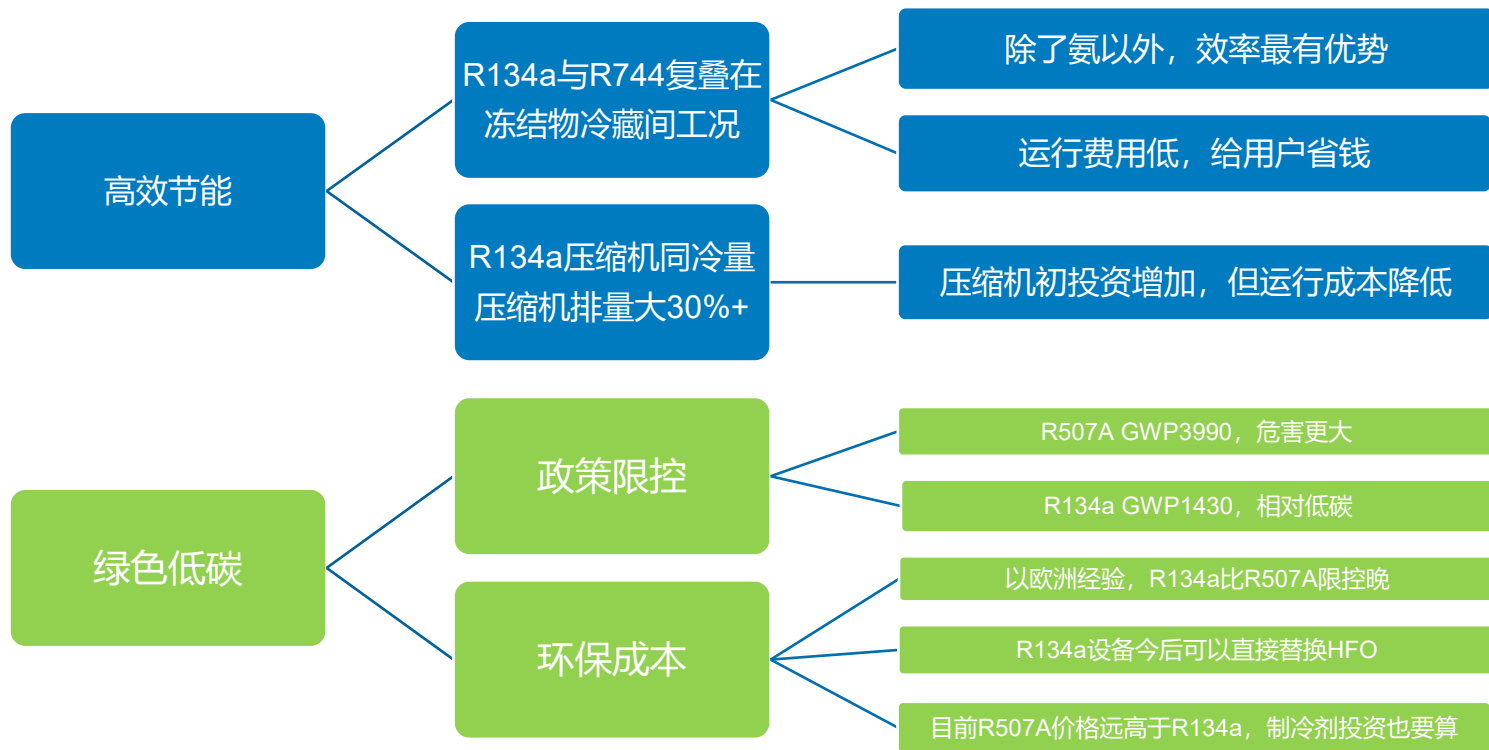 高效节能
R134a与R744复叠在
冻结物冷藏间工况
除了氨以外，效率最有优势
运行费用低，给用户省钱
R134a压缩机同冷量
压缩机排量大30%+
压缩机初投资增加，但运行成本降低
绿色低碳
政策限控
R507A GWP3990，危害更大
R134a GWP1430，相对低碳
环保成本
以欧洲经验，R134a比R507A限控晚
R134a设备今后可以直接替换HFO
目前R507A价格远高于R134a，制冷剂投资也要算